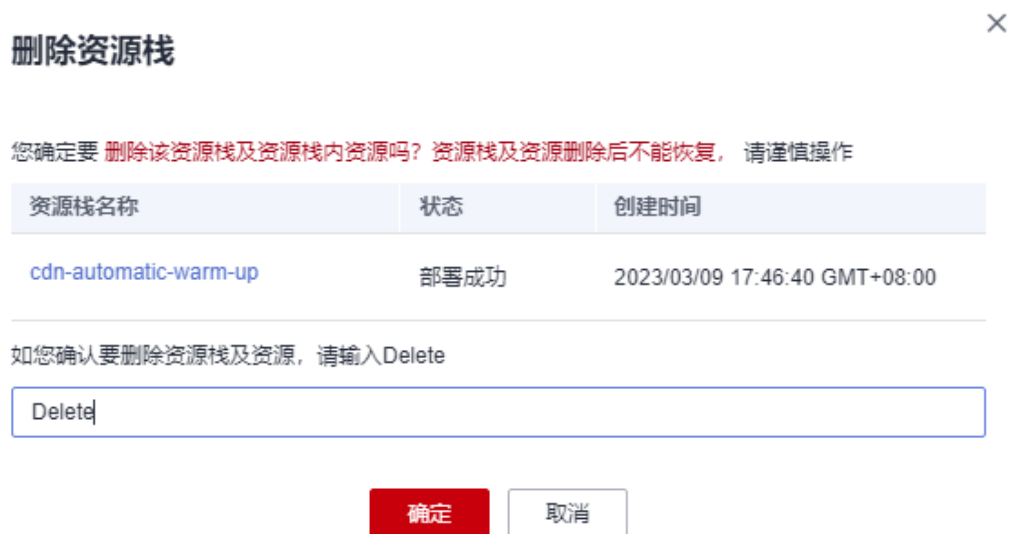 删除资源栈
您确定要 删除该资源栈及资源栈内资源吗？资源栈及资源删除后不能恢复， 请谨慎操作
资源栈名称 状态 创建时间
cdn-automatic-warm-up 部署成功 2023/03/09 17:46:40 GMT+08:00
如您确认要删除资源栈及资源，请输入Delete
Delete
确定 取消